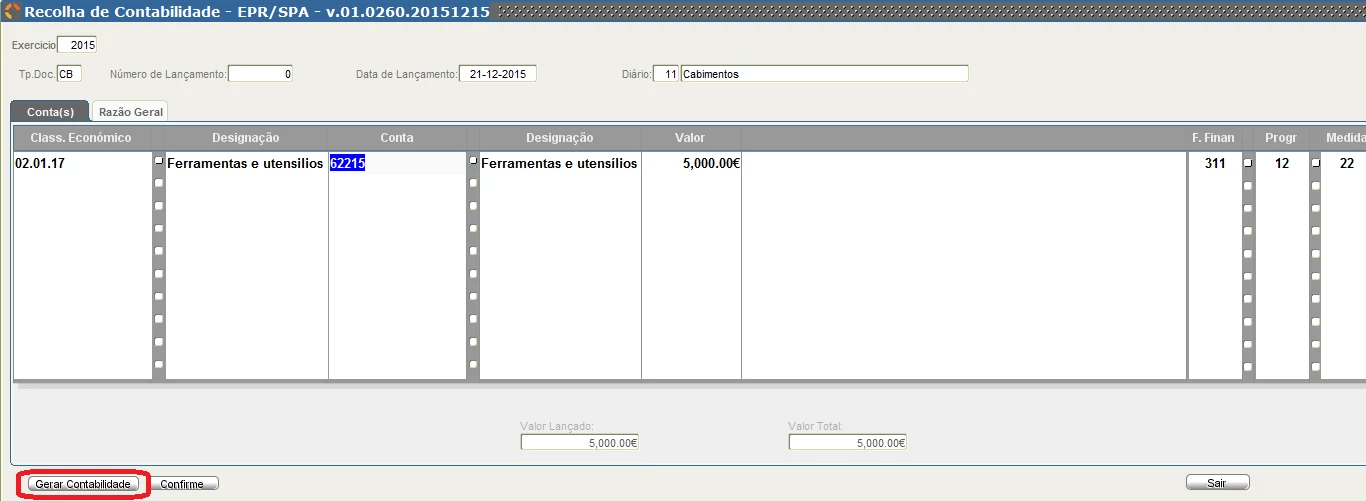 Recolha de Contabilidade - EPR/SPA - v.01.0260.20151215
Exercicio 2015
Tp.Doc. CB Número de Lançamento: 0 Data de Lançamento: 21-12-2015 Diário: 11 Cabimentos
Conta(s) Razão Geral
Class. Económico Designação Conta Designação Valor F. Finan Progr Medida
02.01.17 Ferramentas e utensilios 62215 Ferramentas e utensílios 5,000.00€ 311 12 22
Valor Lançado: Valor Total:
5,000.00€ 5,000.00€
Gerar Contabilidade Confirme Sair